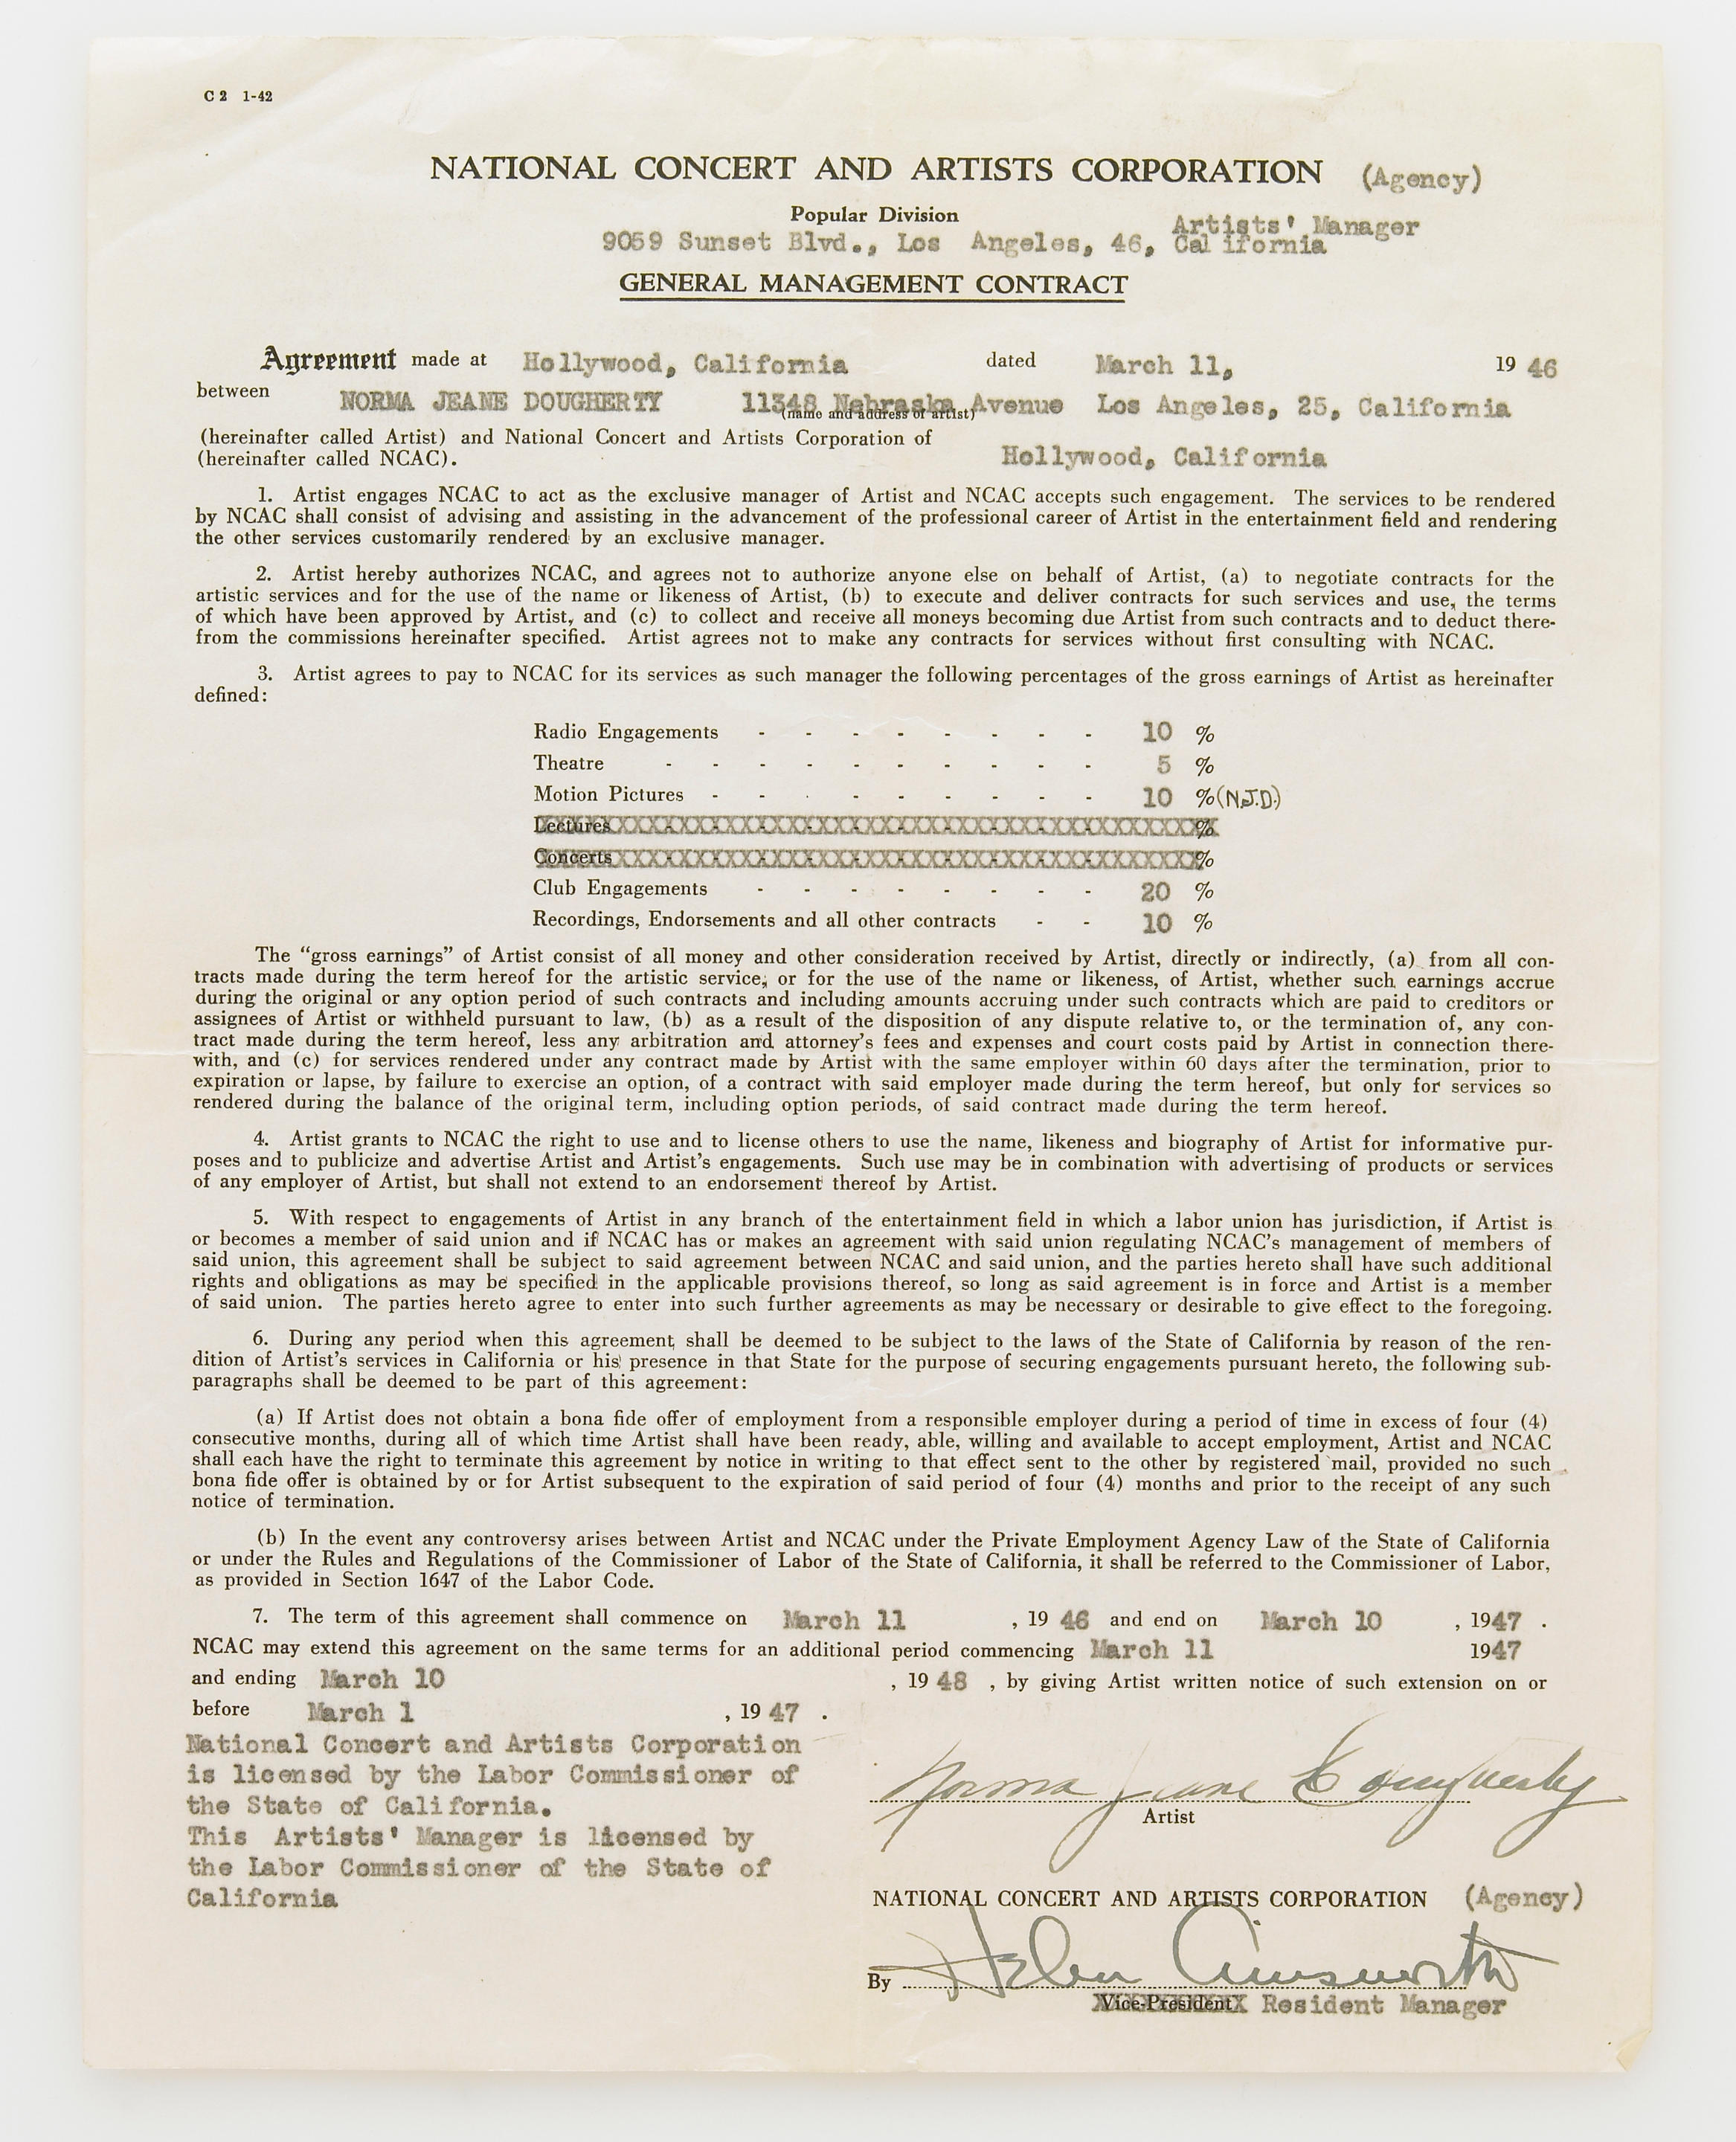 C 2 1-42
NATIONAL CONCERT AND ARTISTS CORPORATION (Agency)
Popular Division Artists' Manager
9059 Sunset Blvd., Los Angeles, 46, California
GENERAL MANAGEMENT CONTRACT
Agreement made at Hollywood, California dated March 11, 19 46
between NORMA JEANE DOUGHERTY 11348 Nebraska Avenue Los Angeles, 25, California
(name and address of artist)
(hereinafter called Artist) and National Concert and Artists Corporation of
(hereinafter called NCAC). Hollywood, California
1. Artist engages NCAC to act as the exclusive manager of Artist and NCAC accepts such engagement. The services to be rendered
by NCAC shall consist of advising and assisting in the advancement of the professional career of Artist in the entertainment field and rendering
the other services customarily rendered by an exclusive manager.
2. Artist hereby authorizes NCAC, and agrees not to authorize anyone else on behalf of Artist, (a) to negotiate contracts for the
artistic services and for the use of the name or likeness of Artist, (b) to execute and deliver contracts for such services and use, the terms
of which have been approved by Artist, and (c) to collect and receive all moneys becoming due Artist from such contracts and to deduct there-
from the commissions hereinafter specified. Artist agrees not to make any contracts for services without first consulting with NCAC.
3. Artist agrees to pay to NCAC for its services as such manager the following percentages of the gross earnings of Artist as hereinafter
defined:
Radio Engagements - - - - - - - - 10 %
Theatre - - - - - - - - - - 5 %
Motion Pictures - - - - - - - - - 10 % (N.J.D.)
Lectures %
Concerts %
Club Engagements - - - - - - - - 20 %
Recordings, Endorsements and all other contracts - - 10 %
The "gross earnings" of Artist consist of all money and other consideration received by Artist, directly or indirectly, (a) from all con-
tracts made during the term hereof for the artistic service, or for the use of the name or likeness, of Artist, whether such earnings accrue
during the original or any option period of such contracts and including amounts accruing under such contracts which are paid to creditors or
assignees of Artist or withheld pursuant to law, (b) as a result of the disposition of any dispute relative to, or the termination of, any con-
tract made during the term hereof, less any arbitration and attorney's fees and expenses and court costs paid by Artist in connection there-
with, and (c) for services rendered under any contract made by Artist with the same employer within 60 days after the termination, prior to
expiration or lapse, by failure to exercise an option, of a contract with said employer made during the term hereof, but only for services so
rendered during the balance of the original term, including option periods, of said contract made during the term hereof.
4. Artist grants to NCAC the right to use and to license others to use the name, likeness and biography of Artist for informative pur-
poses and to publicize and advertise Artist and Artist's engagements. Such use may be in combination with advertising of products or services
of any employer of Artist, but shall not extend to an endorsement thereof by Artist.
5. With respect to engagements of Artist in any branch of the entertainment field in which a labor union has jurisdiction, if Artist is
or becomes a member of said union and if NCAC has or makes an agreement with said union regulating NCAC's management of members of
said union, this agreement shall be subject to said agreement between NCAC and said union, and the parties hereto shall have such additional
rights and obligations as may be specified in the applicable provisions thereof, so long as said agreement is in force and Artist is a member
of said union. The parties hereto agree to enter into such further agreements as may be necessary or desirable to give effect to the foregoing.
6. During any period when this agreement shall be deemed to be subject to the laws of the State of California by reason of the ren-
dition of Artist's services in California or his presence in that State for the purpose of securing engagements pursuant hereto, the following sub-
paragraphs shall be deemed to be part of this agreement:
(a) If Artist does not obtain a bona fide offer of employment from a responsible employer during a period of time in excess of four (4)
consecutive months, during all of which time Artist shall have been ready, able, willing and available to accept employment, Artist and NCAC
shall each have the right to terminate this agreement by notice in writing to that effect sent to the other by registered mail, provided no such
bona fide offer is obtained by or for Artist subsequent to the expiration of said period of four (4) months and prior to the receipt of any such
notice of termination.
(b) In the event any controversy arises between Artist and NCAC under the Private Employment Agency Law of the State of California
or under the Rules and Regulations of the Commissioner of Labor of the State of California, it shall be referred to the Commissioner of Labor,
as provided in Section 1647 of the Labor Code.
7. The term of this agreement shall commence on March 11 , 19 46 and end on March 10 , 1947 .
NCAC may extend this agreement on the same terms for an additional period commencing March 11 1947
and ending March 10 , 19 48 , by giving Artist written notice of such extension on or
before March 1 , 19 47 .
National Concert and Artists Corporation
is licensed by the Labor Commissioner of
the State of California.
This Artists' Manager is licensed by
the Labor Commissioner of the State of
California
Norma Jeane Dougherty
Artist
NATIONAL CONCERT AND ARTISTS CORPORATION (Agency)
By Helen Ainsworth
Vice-President Resident Manager